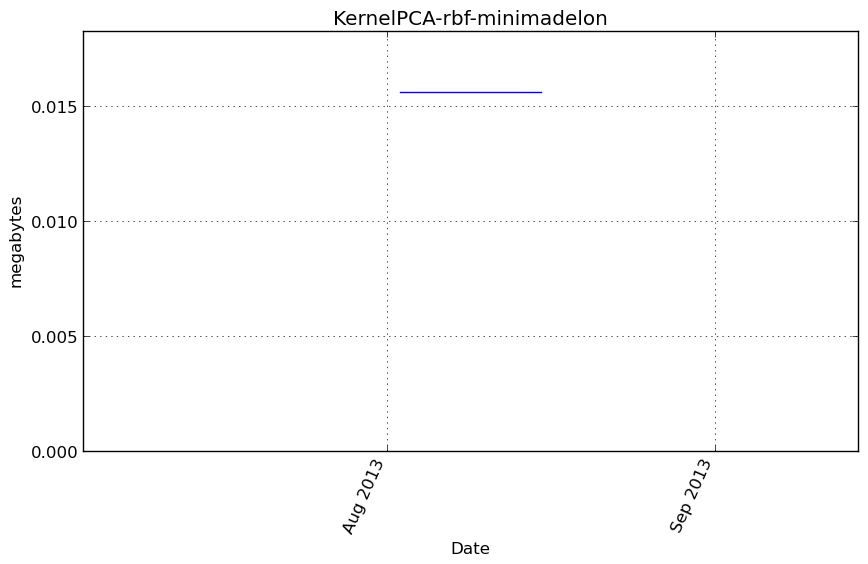 KernelPCA-rbf-minimadelon
0.015
0.010
0.005
0.000
megabytes
Aug 2013
Sep 2013
Date